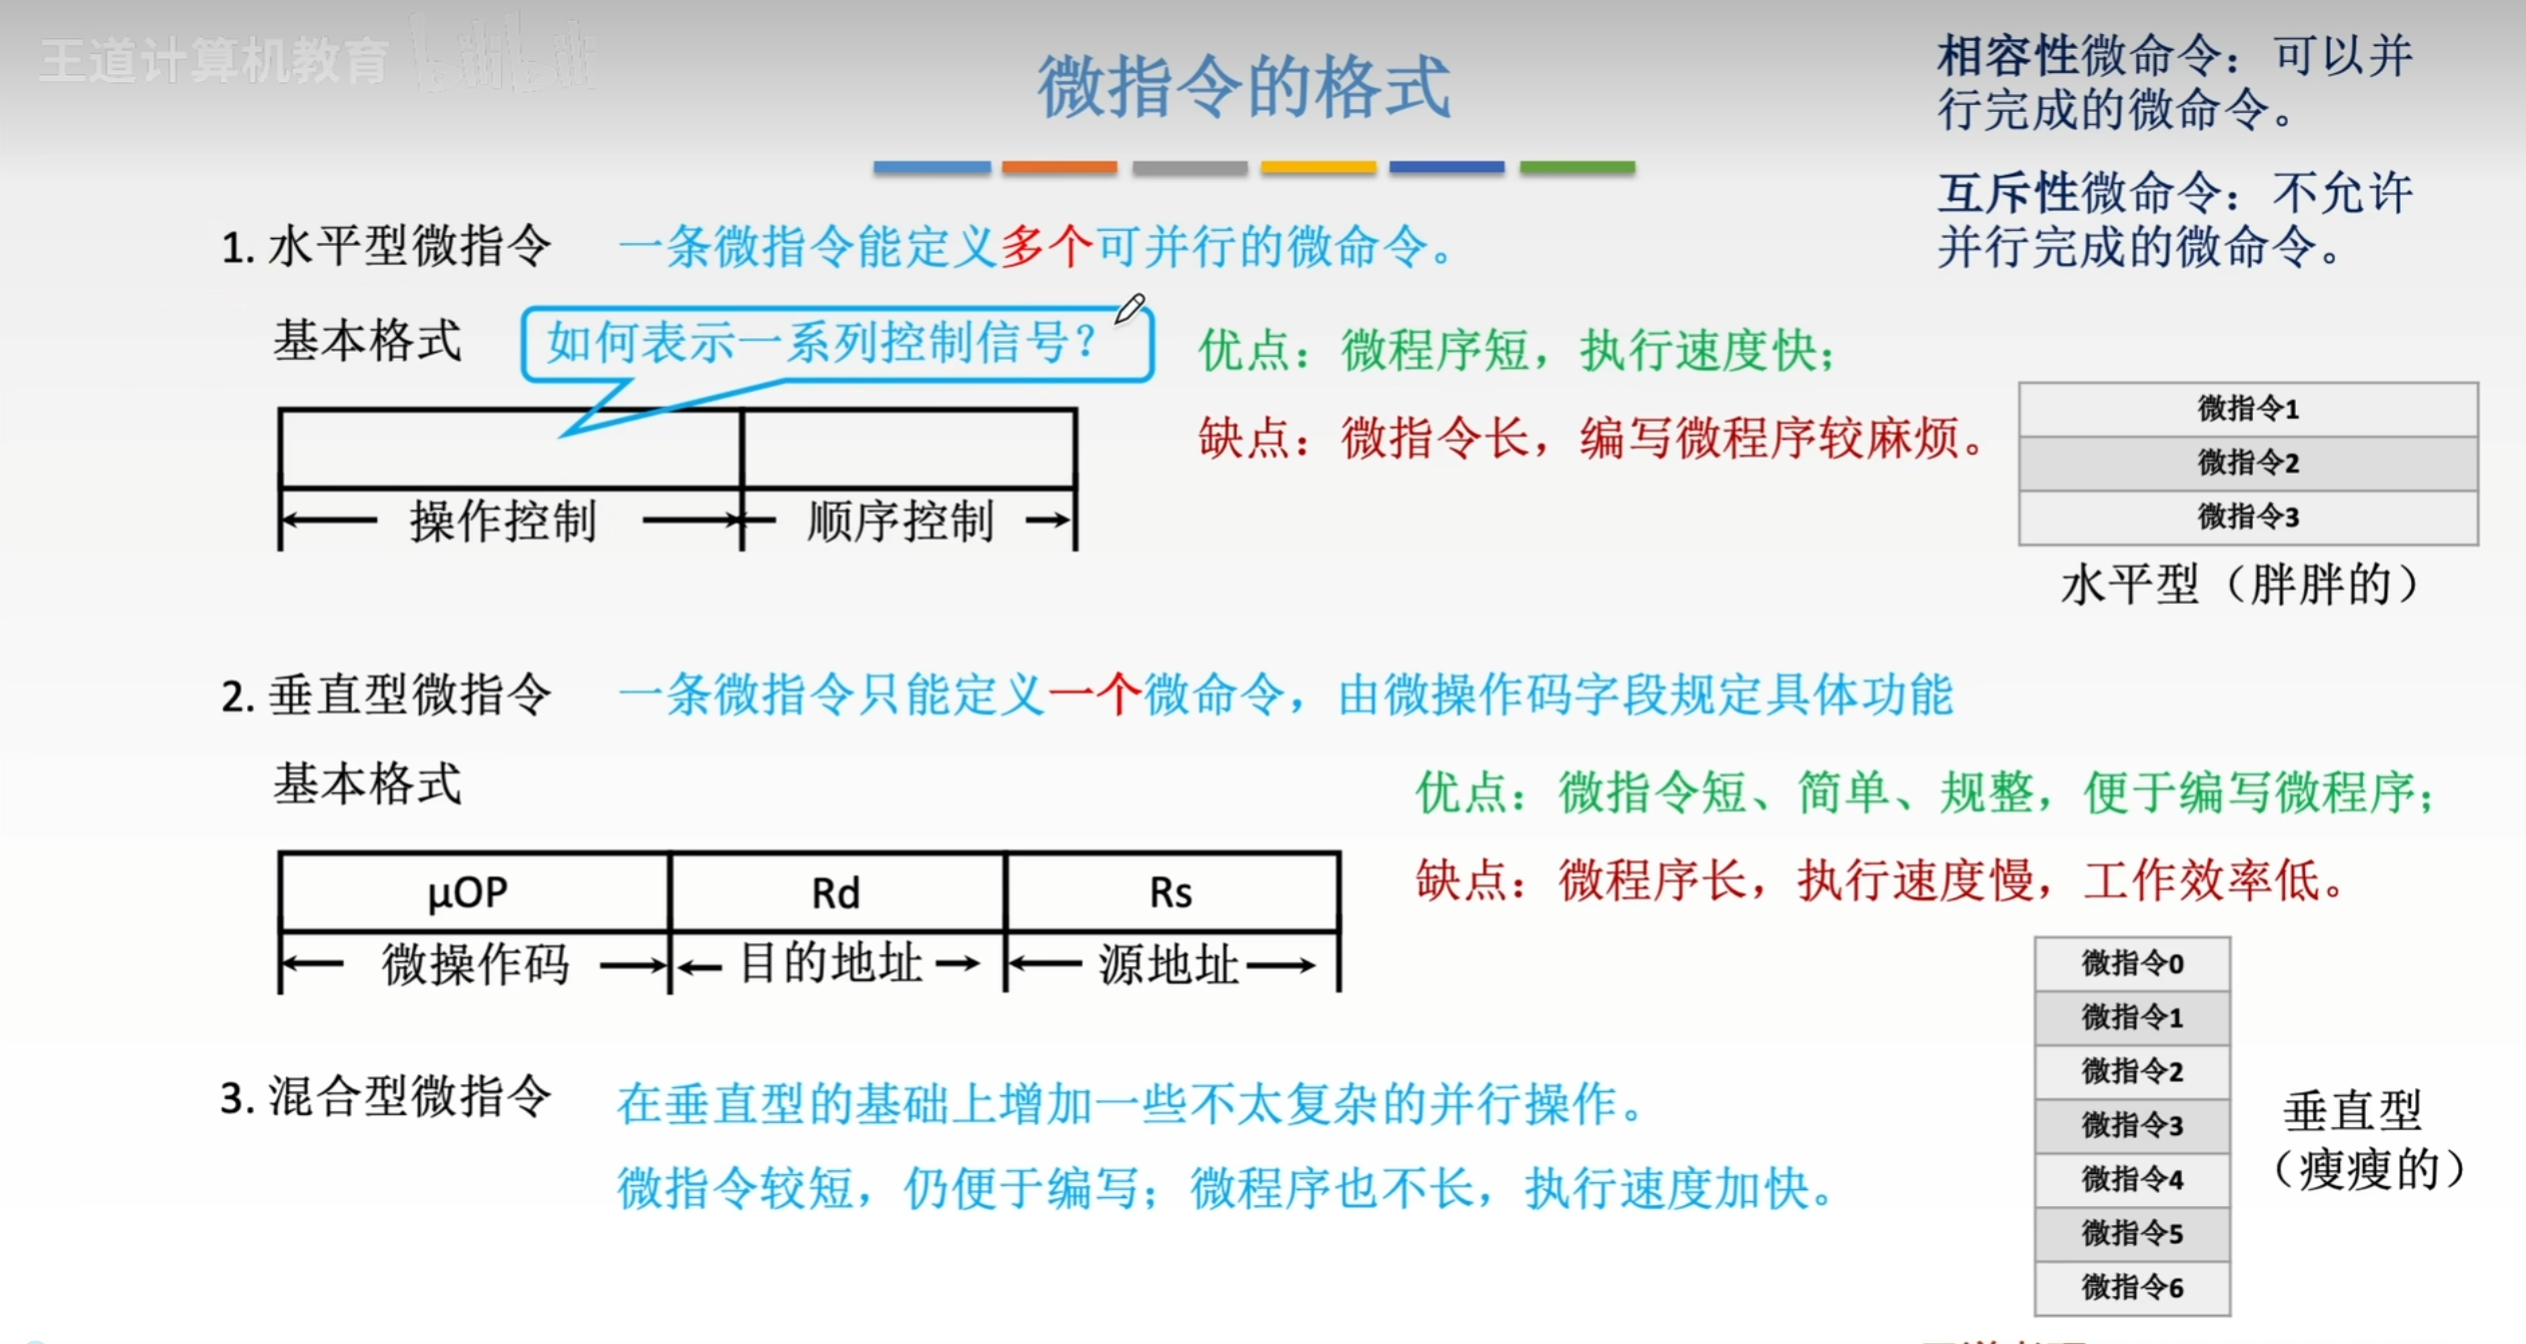 王道计算机教育 bilibili
微指令的格式
相容性微命令：可以并
行完成的微命令。
互斥性微命令：不允许
并行完成的微命令。
1. 水平型微指令 一条微指令能定义多个可并行的微命令。
基本格式 如何表示一系列控制信号？
优点：微程序短，执行速度快；
缺点：微指令长，编写微程序较麻烦。
操作控制 顺序控制
微指令1
微指令2
微指令3
水平型（胖胖的）
2. 垂直型微指令 一条微指令只能定义一个微命令，由微操作码字段规定具体功能
基本格式
优点：微指令短、简单、规整，便于编写微程序；
缺点：微程序长，执行速度慢，工作效率低。
μOP Rd Rs
微操作码 目的地址 源地址
微指令0
微指令1
微指令2
微指令3
微指令4
微指令5
微指令6
垂直型
（瘦瘦的）
3. 混合型微指令 在垂直型的基础上增加一些不太复杂的并行操作。
微指令较短，仍便于编写；微程序也不长，执行速度加快。